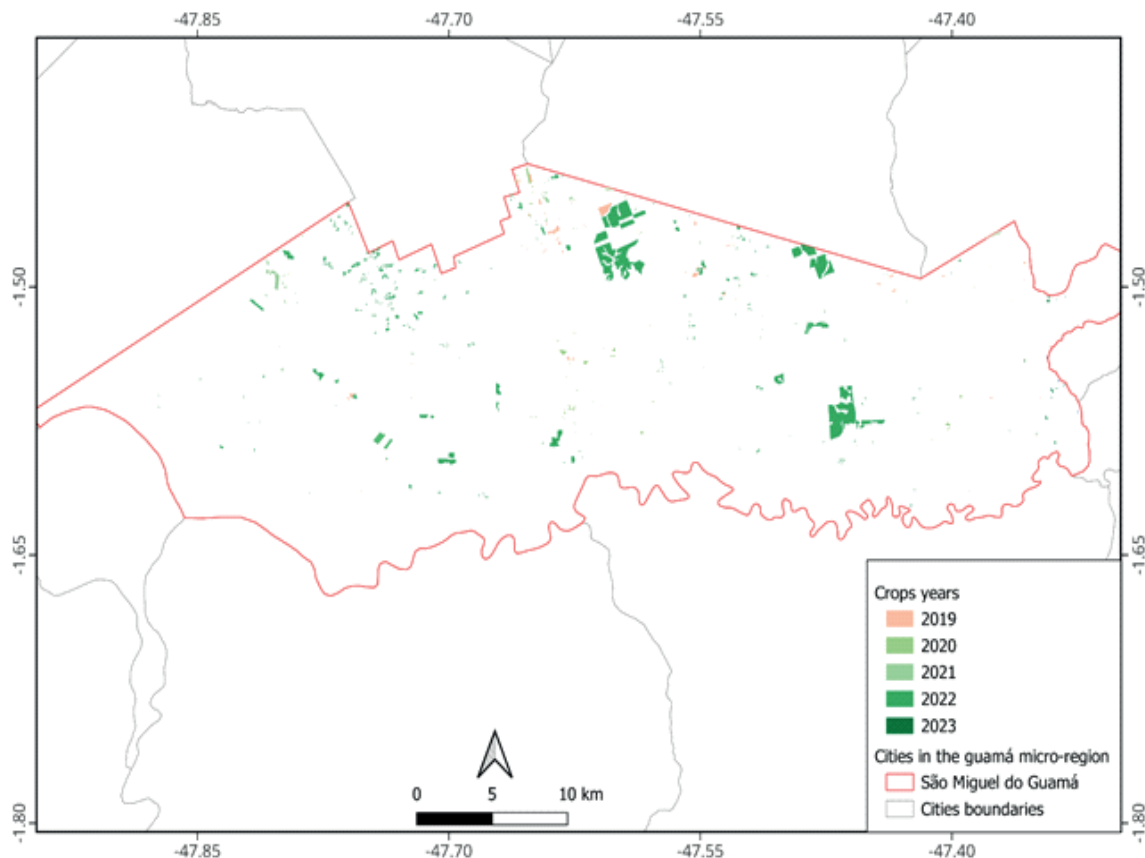 -47.85 -47.70 -47.55 -47.40
-1.50 -1.50
-1.65 -1.65
Crops years
2019
2020
2021
2022
2023
Cities in the guamá micro-region
São Miguel do Guamá
Cities boundaries
0 5 10 km
-1.80 -1.80
-47.85 -47.70 -47.55 -47.40